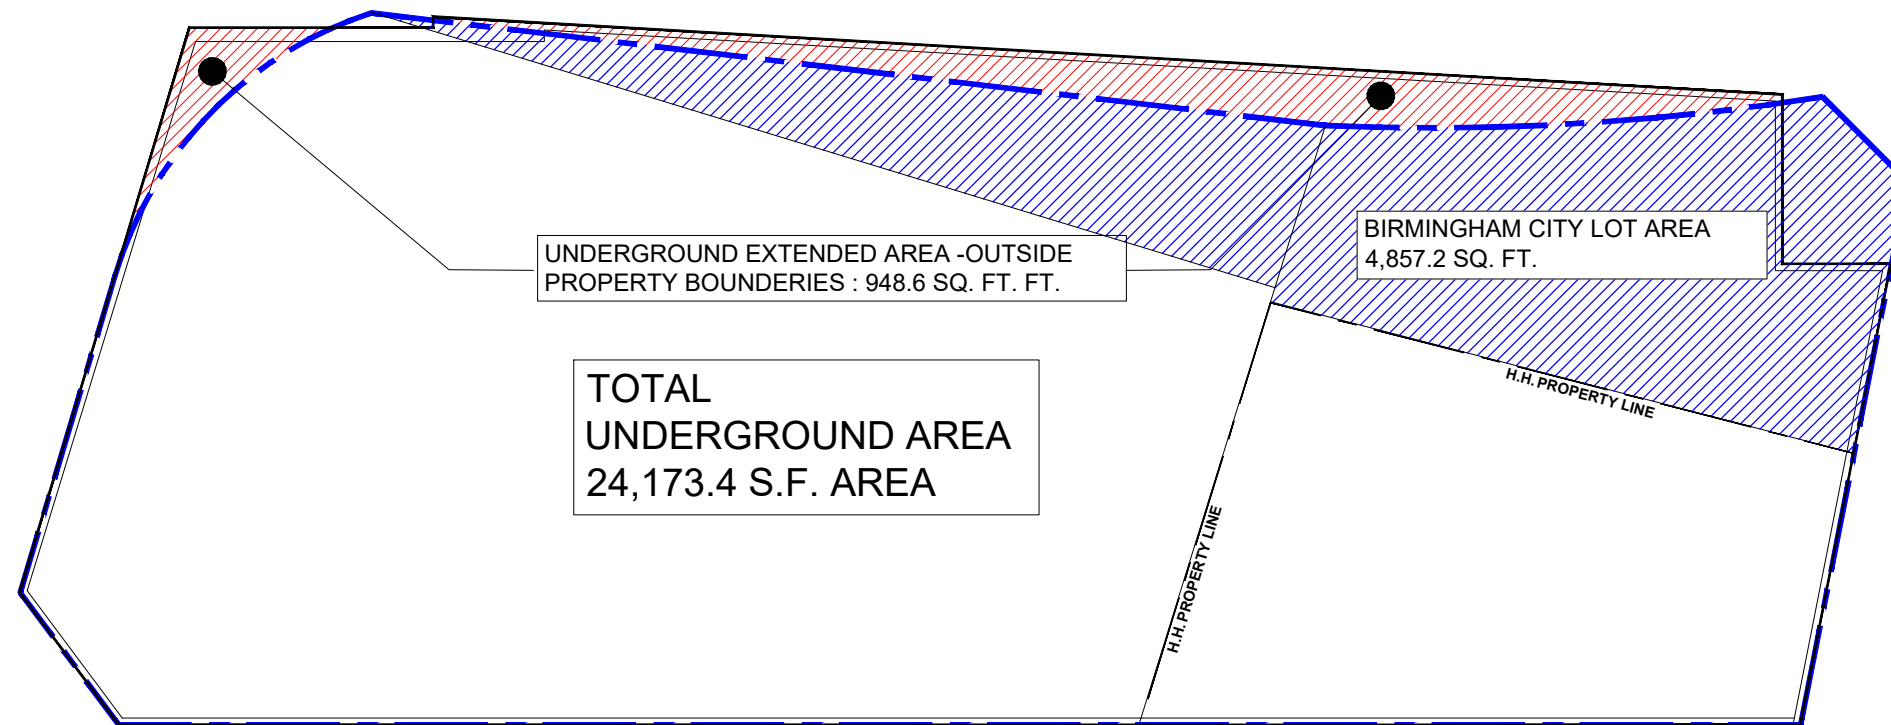 UNDERGROUND EXTENDED AREA -OUTSIDE
PROPERTY BOUNDERIES : 948.6 SQ. FT. FT.
BIRMINGHAM CITY LOT AREA
4,857.2 SQ. FT.
TOTAL
UNDERGROUND AREA
24,173.4 S.F. AREA
H.H. PROPERTY LINE
H.H. PROPERTY LINE